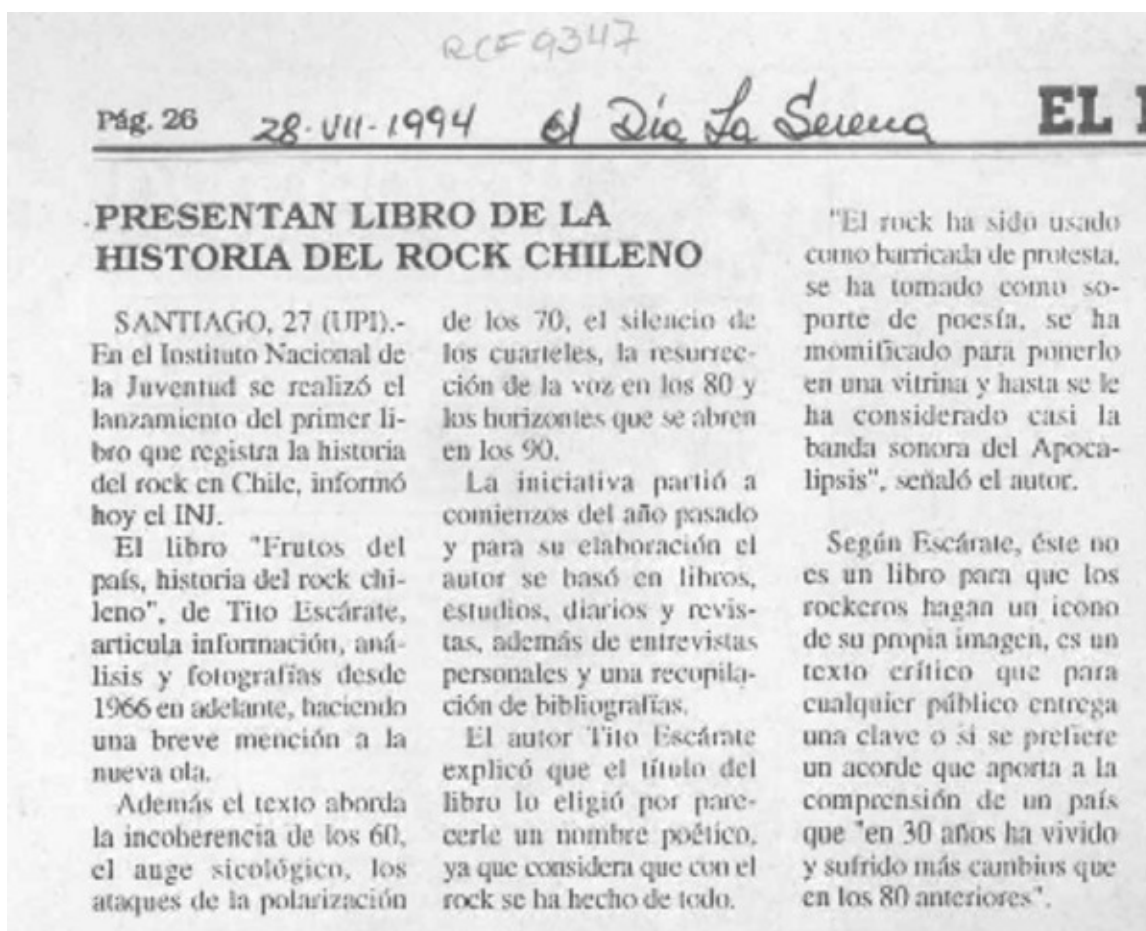 RCF 9347
Pág. 26 28-VII-1994 El Día La Serena EL
PRESENTAN LIBRO DE LA
HISTORIA DEL ROCK CHILENO
SANTIAGO, 27 (UPI).-
En el Instituto Nacional de
la Juventud se realizó el
lanzamiento del primer li-
bro que registra la historia
del rock en Chile, informó
hoy el INJ.
El libro "Frutos del
país, historia del rock chi-
leno", de Tito Escárate,
articula información, aná-
lisis y fotografías desde
1966 en adelante, haciendo
una breve mención a la
nueva ola.
Además el texto aborda
la incoherencia de los 60,
el auge sicológico, los
ataques de la polarización
de los 70, el silencio de
los cuarteles, la resurrec-
ción de la voz en los 80 y
los horizontes que se abren
en los 90.
La iniciativa partió a
comienzos del año pasado
y para su elaboración el
autor se basó en libros,
estudios, diarios y revis-
tas, además de entrevistas
personales y una recopila-
ción de bibliografías.
El autor Tito Escárate
explicó que el título del
libro lo eligió por pare-
cerle un nombre poético,
ya que considera que con el
rock se ha hecho de todo.
"El rock ha sido usado
como barricada de protesta,
se ha tomado como so-
porte de poesía, se ha
momificado para ponerlo
en una vitrina y hasta se le
ha considerado casi la
banda sonora del Apoca-
lipsis", señaló el autor.
Según Escárate, éste no
es un libro para que los
rockeros hagan un icono
de su propia imagen, es un
texto crítico que para
cualquier público entrega
una clave o si se prefiere
un acorde que aporta a la
comprensión de un país
que "en 30 años ha vivido
y sufrido más cambios que
en los 80 anteriores".